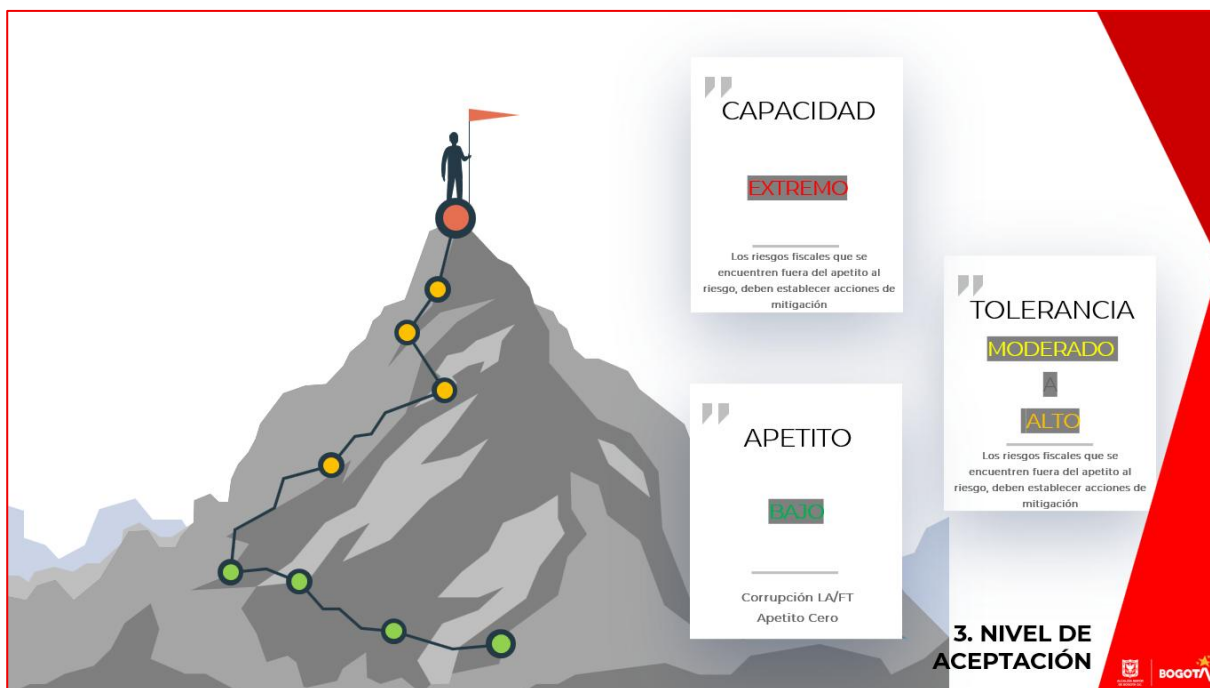 CAPACIDAD
EXTREMO
Los riesgos fiscales que se
encuentren fuera del apetito al
riesgo, deben establecer acciones de
mitigación
TOLERANCIA
MODERADO
A
ALTO
Los riesgos fiscales que se
encuentren fuera del apetito al
riesgo, deben establecer acciones de
mitigación
APETITO
BAJO
Corrupción LA/FT
Apetito Cero
3. NIVEL DE
ACEPTACIÓN